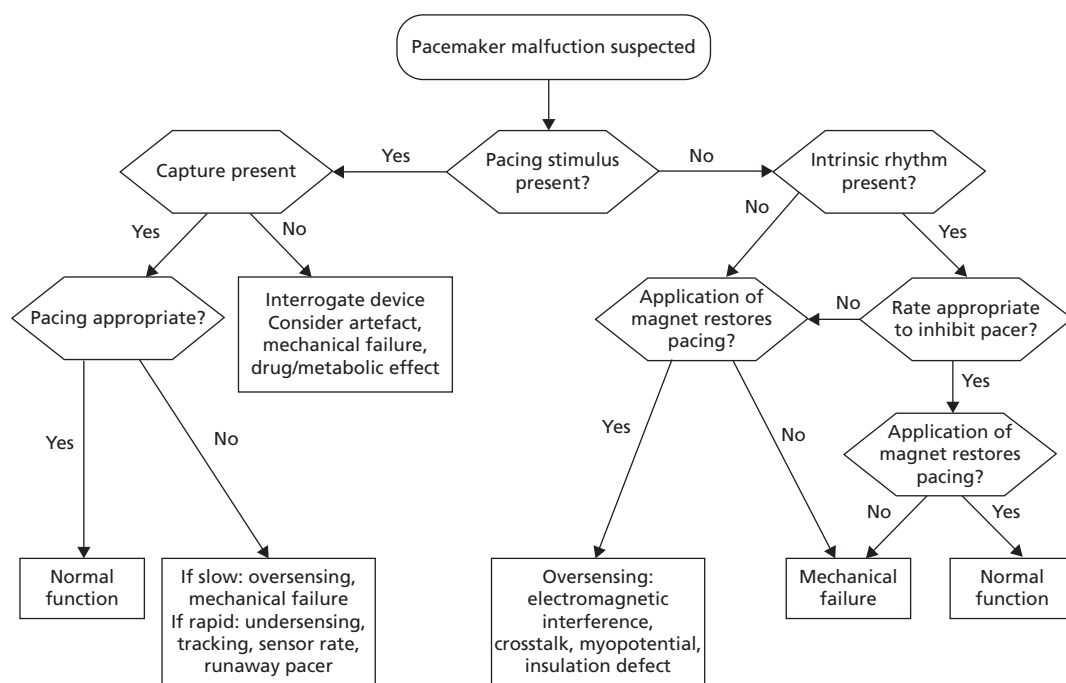 Pacemaker malfuction suspected
Yes
Pacing stimulus
present?
No
Capture present
Intrinsic rhythm
present?
Yes
No
No
Yes
Pacing appropriate?
Interrogate device
Consider artefact,
mechanical failure,
drug/metabolic effect
Application of
magnet restores
pacing?
No
Rate appropriate
to inhibit pacer?
Yes
Yes
No
Yes
No
Application of
magnet restores
pacing?
No
Yes
Normal
function
If slow: oversensing,
mechanical failure
If rapid: undersensing,
tracking, sensor rate,
runaway pacer
Oversensing:
electromagnetic
interference,
crosstalk, myopotential,
insulation defect
Mechanical
failure
Normal
function